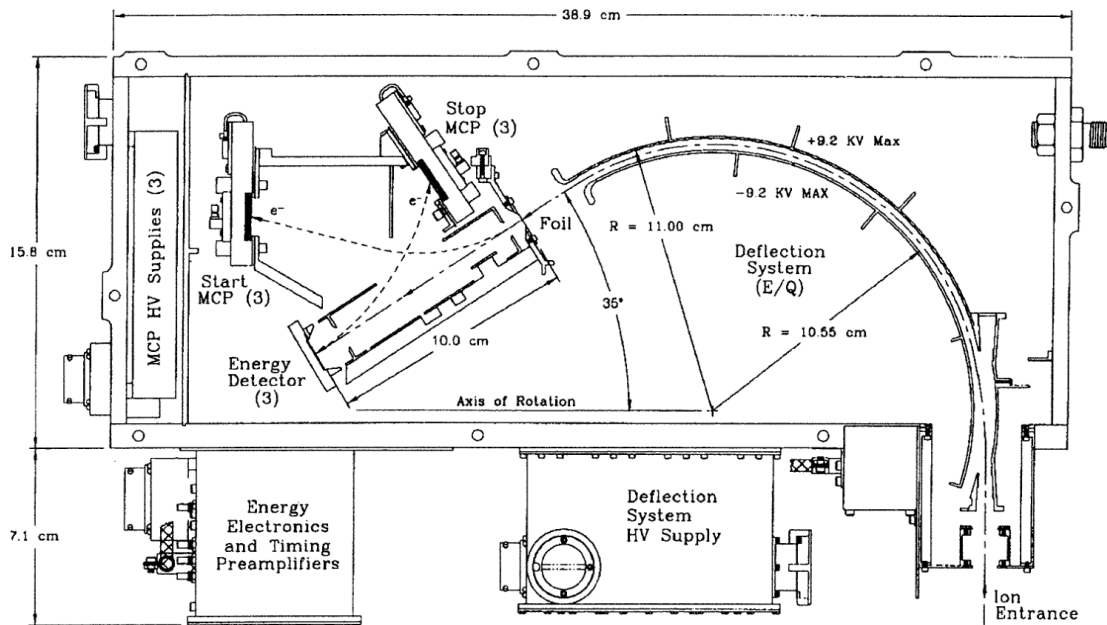 38.9 cm
Stop
MCP (3)
+9.2 KV Max
-9.2 KV MAX
MCP HV Supplies (3)
e-
e-
Foil
R = 11.00 cm
15.8 cm
Deflection
System
(E/Q)
Start
MCP (3)
35°
R = 10.55 cm
10.0 cm
Energy
Detector
(3)
Axis of Rotation
7.1 cm
Energy
Electronics
and Timing
Preamplifiers
Deflection
System
HV Supply
Ion
Entrance